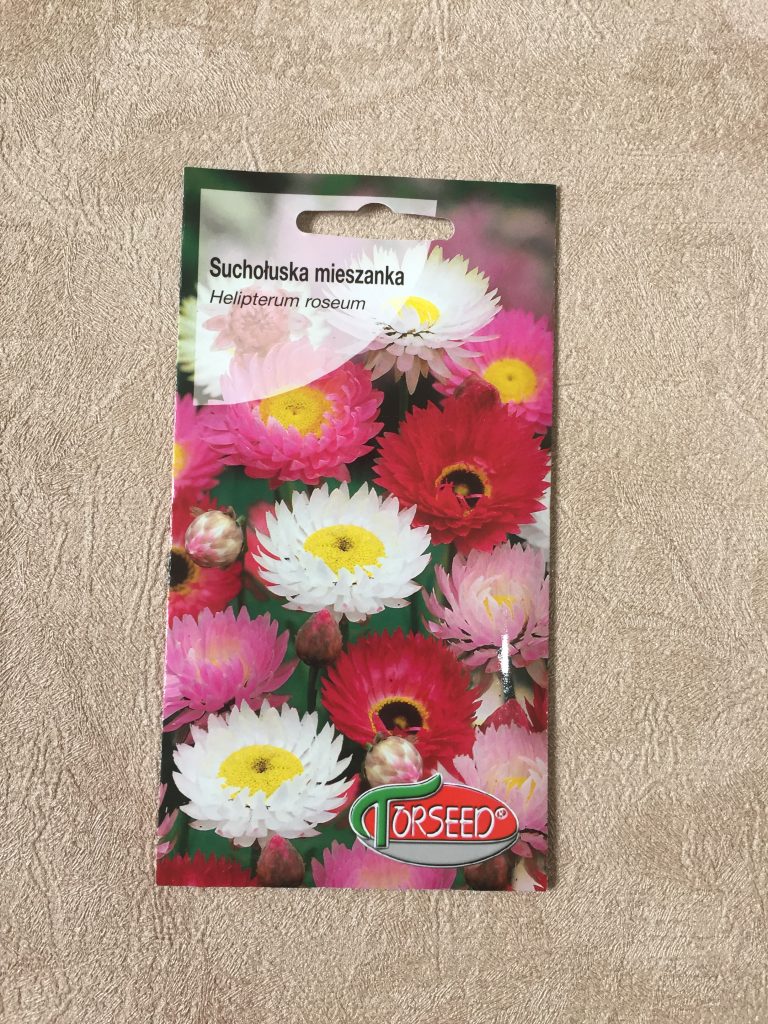 Suchołuska mieszanka
Helipterum roseum
TORSEED®